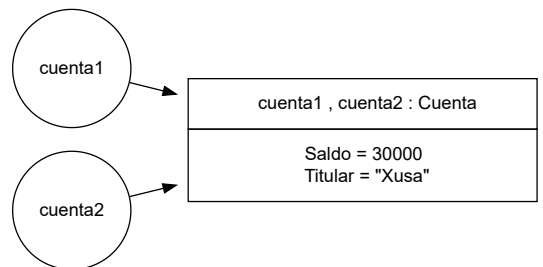 cuenta1
cuenta1 , cuenta2 : Cuenta
Saldo = 30000
Titular = "Xusa"
cuenta2